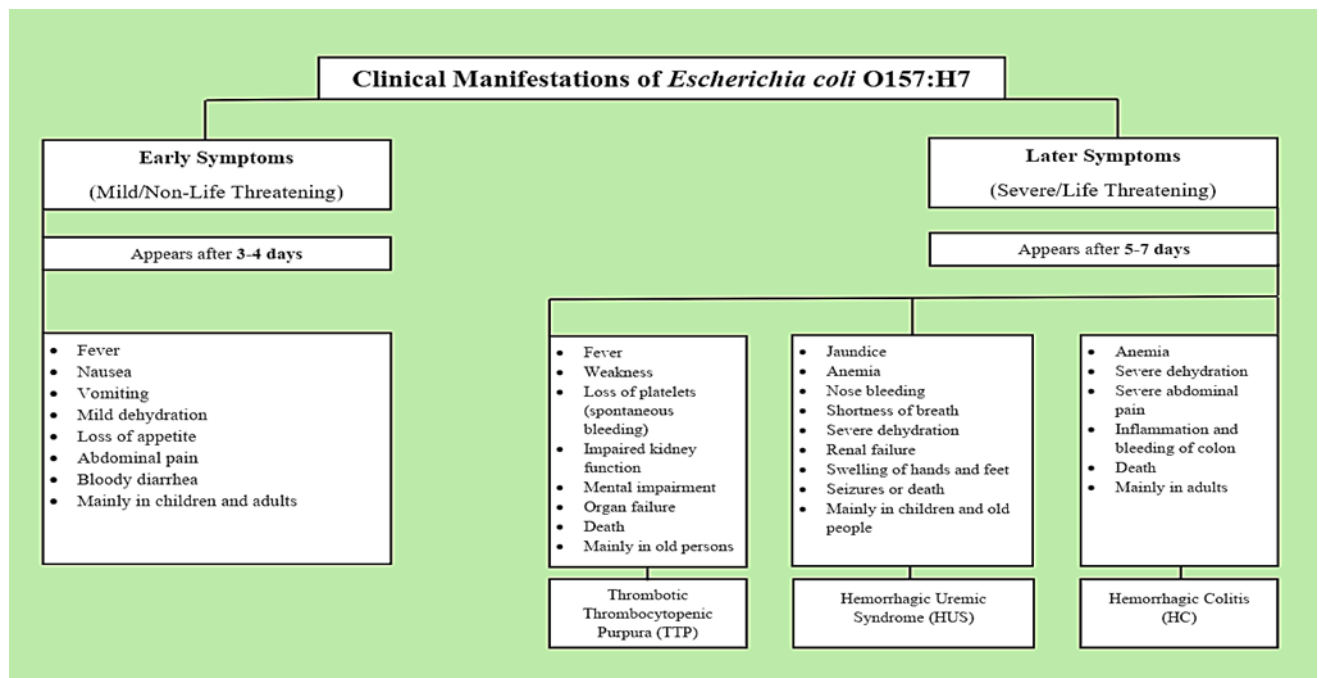 Clinical Manifestations of Escherichia coli O157:H7
Early Symptoms
(Mild/Non-Life Threatening)
Appears after 3-4 days
• Fever
• Nausea
• Vomiting
• Mild dehydration
• Loss of appetite
• Abdominal pain
• Bloody diarrhea
• Mainly in children and adults
Later Symptoms
(Severe/Life Threatening)
Appears after 5-7 days
• Fever
• Weakness
• Loss of platelets
(spontaneous
bleeding)
• Impaired kidney
function
• Mental impairment
• Organ failure
• Death
• Mainly in old persons
Thrombotic
Thrombocytopenic
Purpura (TTP)
• Jaundice
• Anemia
• Nose bleeding
• Shortness of breath
• Severe dehydration
• Renal failure
• Swelling of hands and feet
• Seizures or death
• Mainly in children and old
people
Hemorrhagic Uremic
Syndrome (HUS)
• Anemia
• Severe dehydration
• Severe abdominal
pain
• Inflammation and
bleeding of colon
• Death
• Mainly in adults
Hemorrhagic Colitis
(HC)